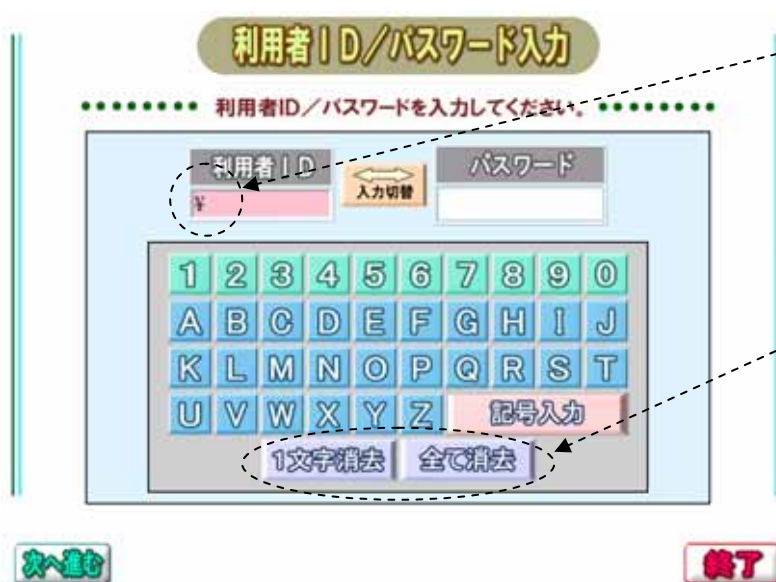 利用者ID/パスワード入力
利用者ID/パスワードを入力してください。
利用者ID 入力切替 パスワード
¥
1 2 3 4 5 6 7 8 9 0
A B C D E F G H I J
K L M N O P Q R S T
U V W X Y Z 記号入力
1文字消去 全て消去
次へ進む 終了